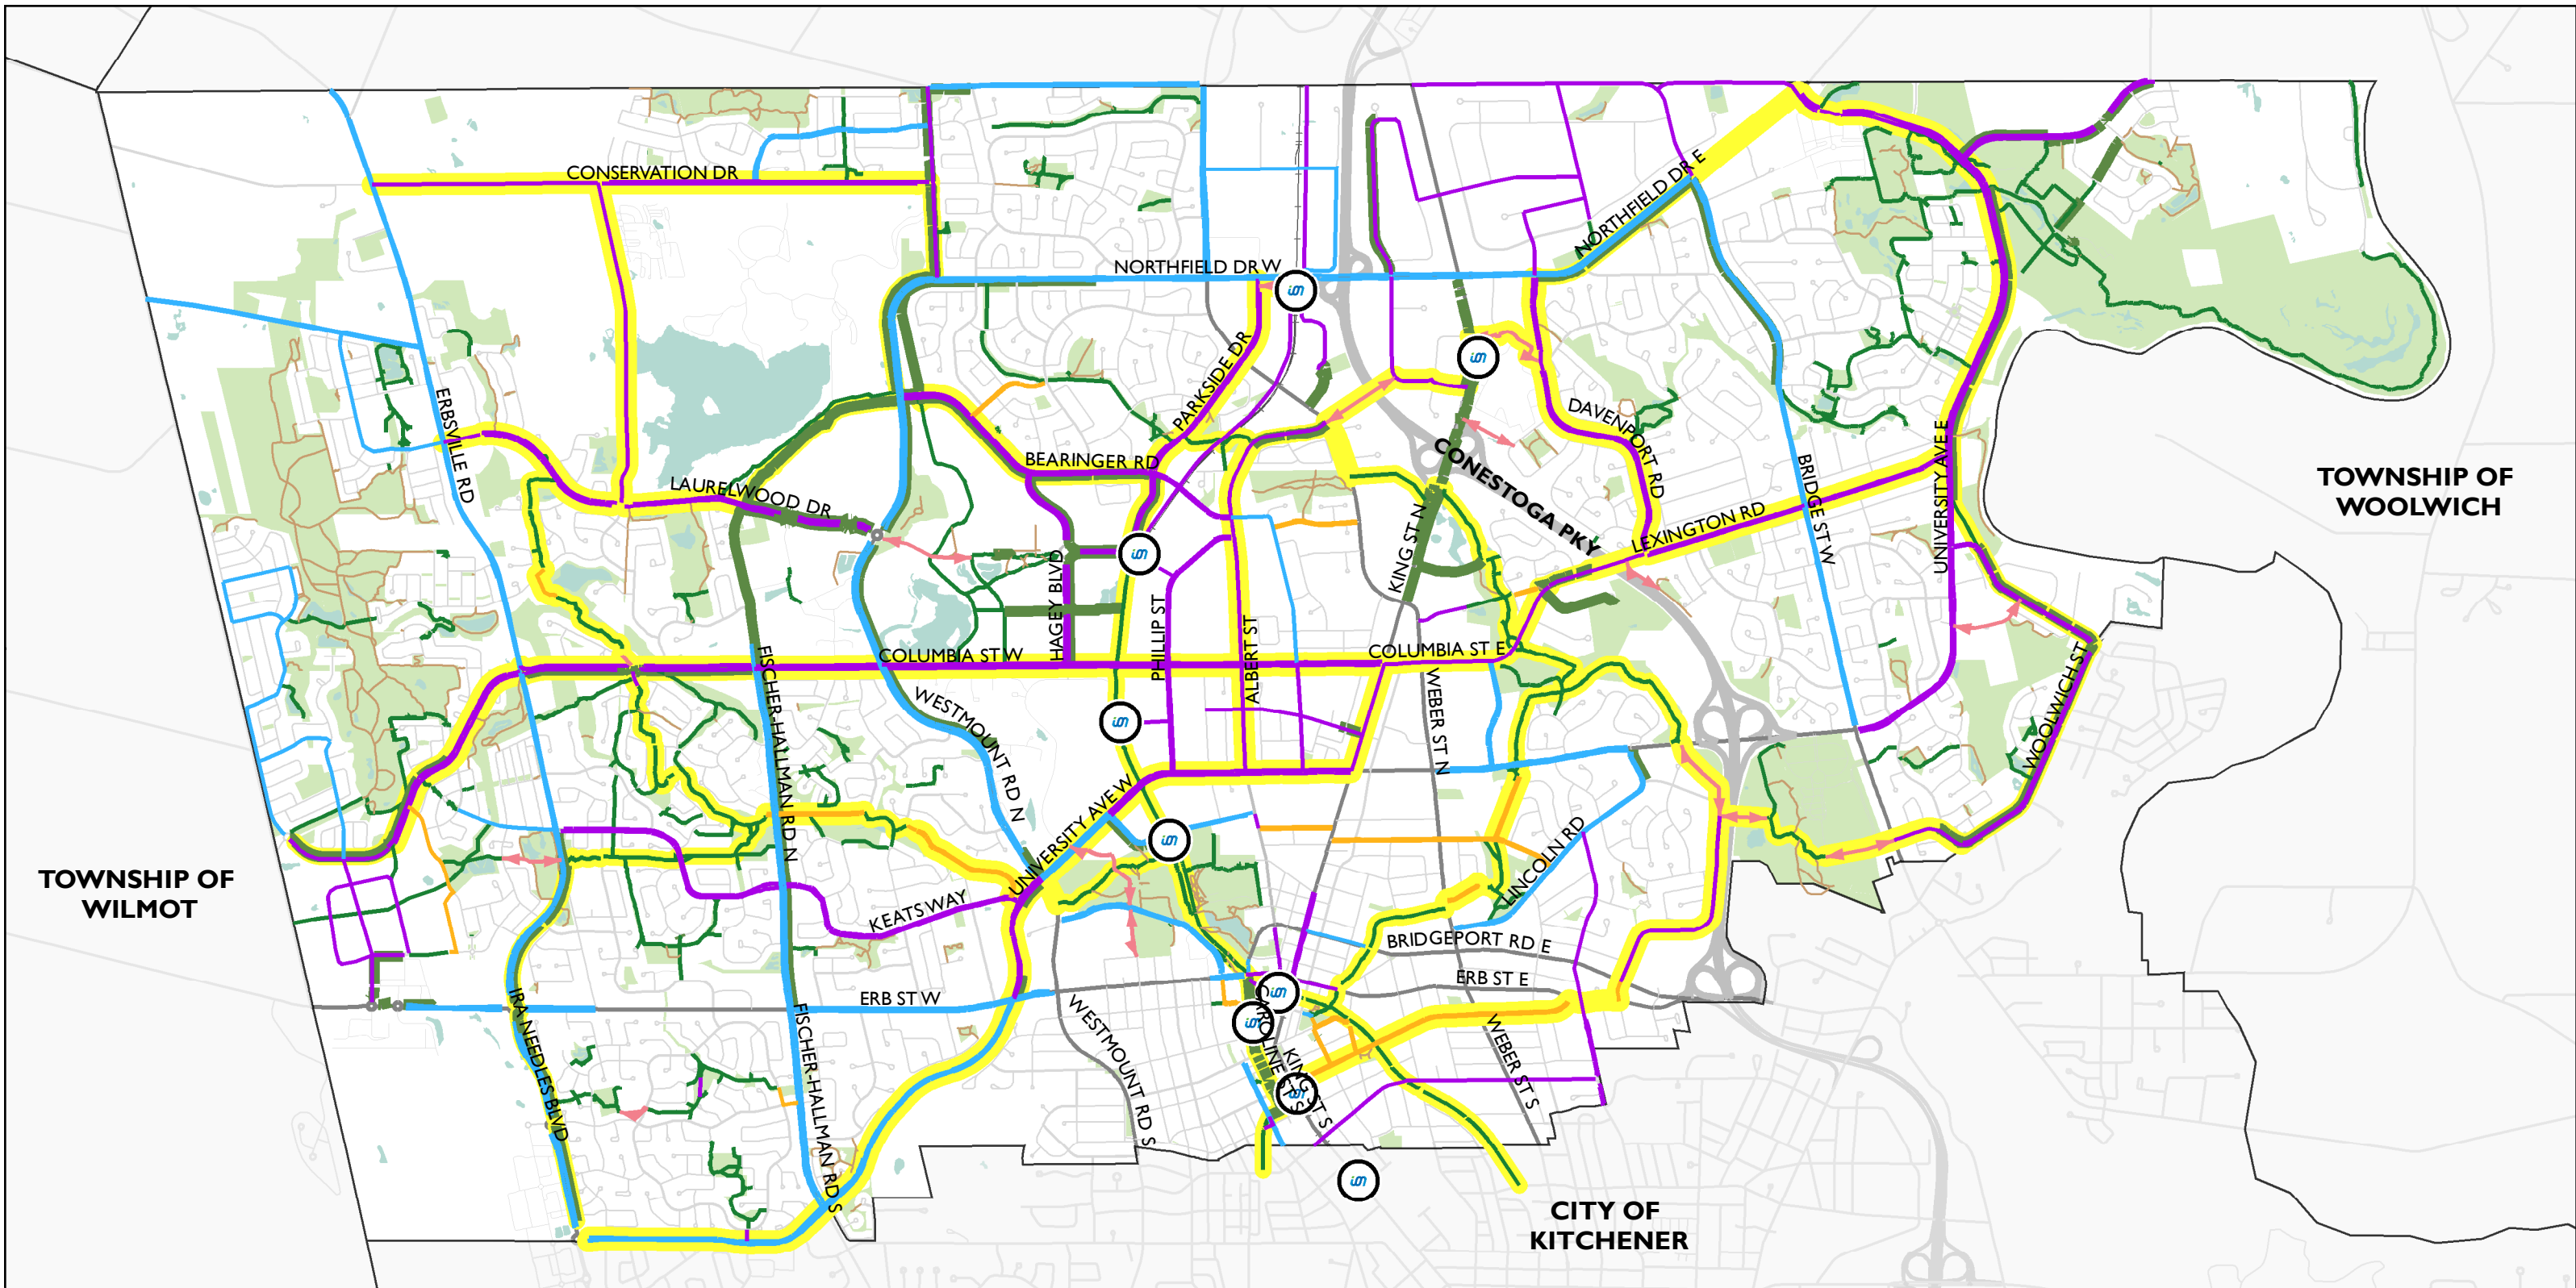 CONSERVATION DR
NORTHFIELD DR E
NORTHFIELD DR W
PARKSIDE DR
ERBSVILLE RD
DAVENPORT RD
CONESTOGA PKY
BEARINGER RD
LAURELWOOD DR
BRIDGE ST W
UNIVERSITY AVE E
TOWNSHIP OF
WOOLWICH
KING ST N
LEXINGTON RD
HAGEY BLVD
PHILLIP ST
ALBERT ST
COLUMBIA ST W
COLUMBIA ST E
FISCHER-HALLMAN RD N
WESTMOUNT RD N
WEBER ST N
WOOLWICH ST
UNIVERSITY AVE W
LINCOLN RD
TOWNSHIP OF
WILMOT
KEATS WAY
BRIDGEPORT RD E
ERB ST E
ERB ST W
IRA NEEDLES BLVD
FISCHER-HALLMAN RD S
WESTMOUNT RD S
CAROLINE ST S
KING ST S
WEBER ST S
CITY OF
KITCHENER